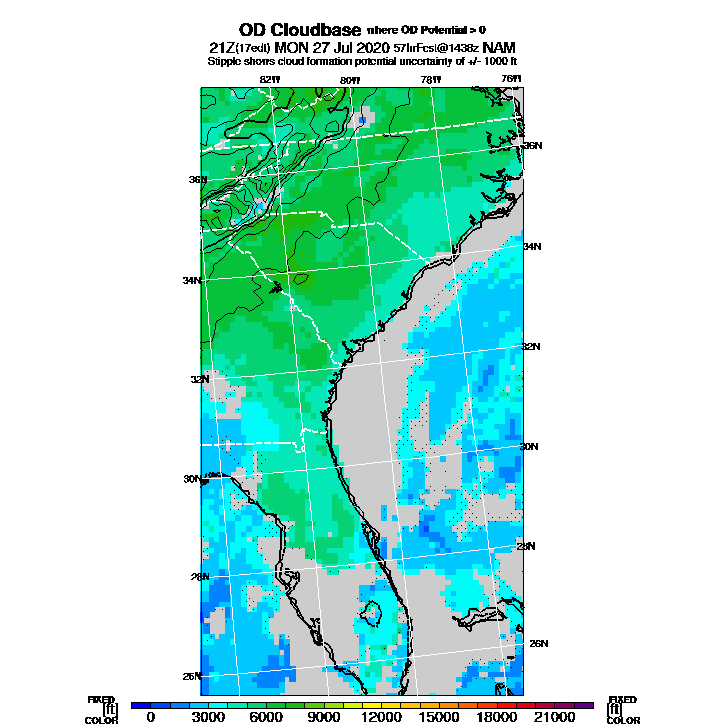 OD Cloudbase where OD Potential > 0
21Z(17edt) MON 27 Jul 2020 57hrFcst@1438z NAM
Stipple shows cloud formation potential uncertainty of +/- 1000 ft
82W 80W 78W 76W
36N
36N
34N
34N
32N
32N
30N
30N
28N
28N
26N
26N
FIXED FIXED
[ft] 0 3000 6000 9000 12000 15000 18000 21000 [ft]
COLOR COLOR